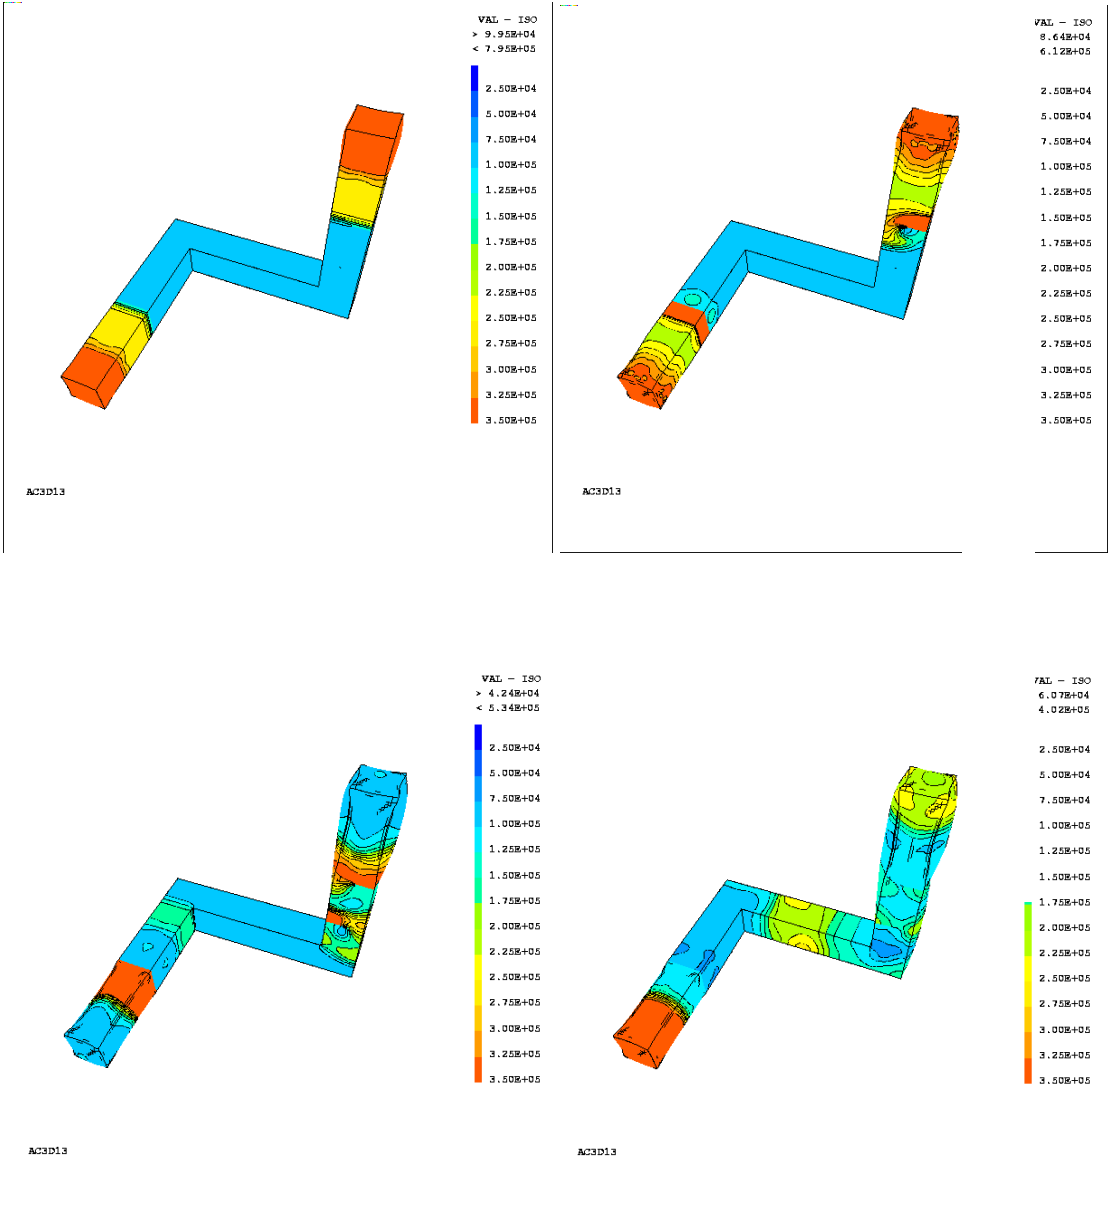 VAL - ISO
> 9.95E+04
< 7.95E+05
2.50E+04
5.00E+04
7.50E+04
1.00E+05
1.25E+05
1.50E+05
1.75E+05
2.00E+05
2.25E+05
2.50E+05
2.75E+05
3.00E+05
3.25E+05
3.50E+05
AC3D13
VAL - ISO
8.64E+04
6.12E+05
2.50E+04
5.00E+04
7.50E+04
1.00E+05
1.25E+05
1.50E+05
1.75E+05
2.00E+05
2.25E+05
2.50E+05
2.75E+05
3.00E+05
3.25E+05
3.50E+05
AC3D13
VAL - ISO
> 4.24E+04
< 5.34E+05
2.50E+04
5.00E+04
7.50E+04
1.00E+05
1.25E+05
1.50E+05
1.75E+05
2.00E+05
2.25E+05
2.50E+05
2.75E+05
3.00E+05
3.25E+05
3.50E+05
AC3D13
VAL - ISO
6.07E+04
4.02E+05
2.50E+04
5.00E+04
7.50E+04
1.00E+05
1.25E+05
1.50E+05
1.75E+05
2.00E+05
2.25E+05
2.50E+05
2.75E+05
3.00E+05
3.25E+05
3.50E+05
AC3D13